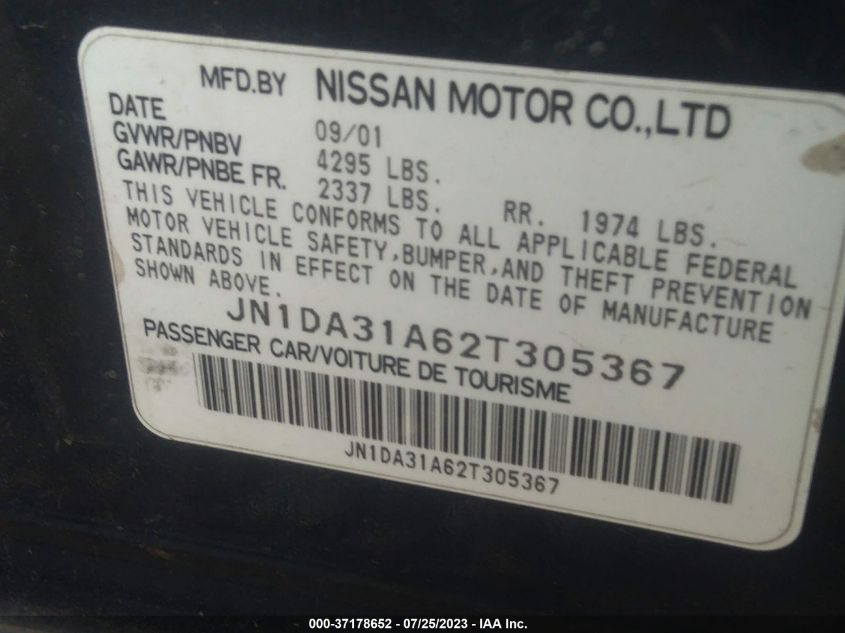 MFD.BY NISSAN MOTOR CO.,LTD
DATE 09/01
GVWR/PNBV 4295 LBS.
GAWR/PNBE FR. 2337 LBS. RR. 1974 LBS.
THIS VEHICLE CONFORMS TO ALL APPLICABLE FEDERAL
MOTOR VEHICLE SAFETY,BUMPER,AND THEFT PREVENTION
STANDARDS IN EFFECT ON THE DATE OF MANUFACTURE
SHOWN ABOVE.
JN1DA31A62T305367
PASSENGER CAR/VOITURE DE TOURISME
JN1DA31A62T305367
000-37178652 - 07/25/2023 - IAA Inc.